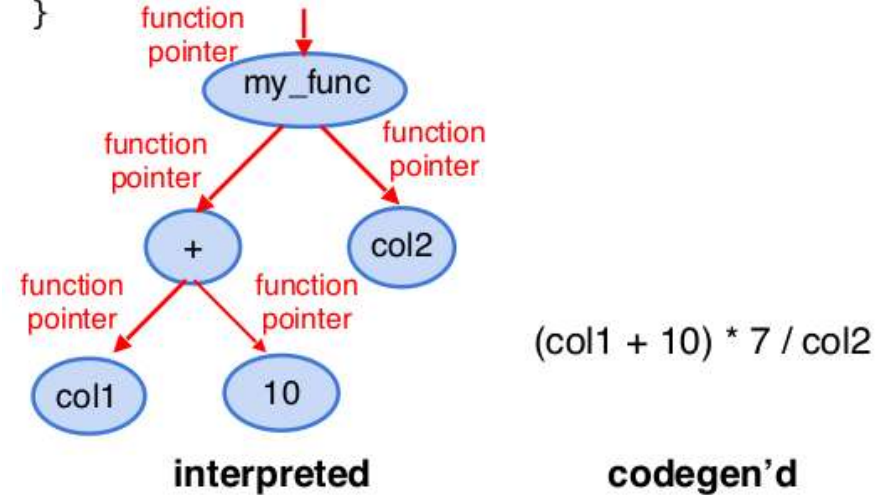 }
function
pointer
my_func
function
pointer
function
pointer
+
col2
function
pointer
function
pointer
(col1 + 10) * 7 / col2
col1
10
interpreted
codegen’d